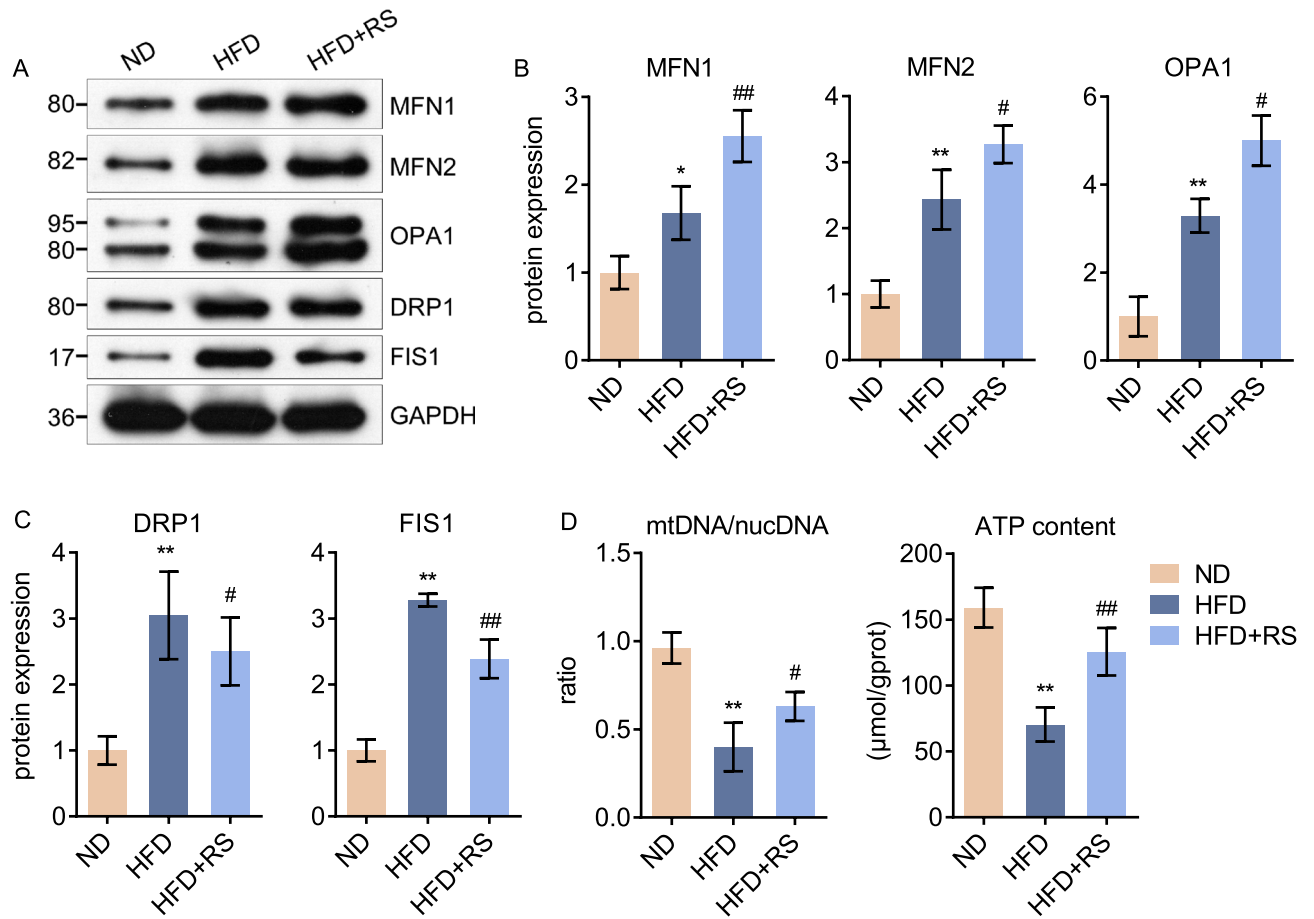 A
ND HFD HFD+RS
80 MFN1
82 MFN2
95
80 OPA1
80 DRP1
17 FIS1
36 GAPDH
B
MFN1
protein expression
3
2
1
0
*
##
ND HFD HFD+RS
MFN2
4
3
2
1
0
**
#
ND HFD HFD+RS
OPA1
6
4
2
0
**
#
ND HFD HFD+RS
C
DRP1
protein expression
4
3
2
1
0
**
#
ND HFD HFD+RS
FIS1
4
3
2
1
0
**
##
ND HFD HFD+RS
D
mtDNA/nucDNA
ratio
1.5
1.0
0.5
0.0
**
#
ND HFD HFD+RS
ATP content
(μmol/gprot)
200
150
100
50
0
**
##
ND HFD HFD+RS
ND
HFD
HFD+RS